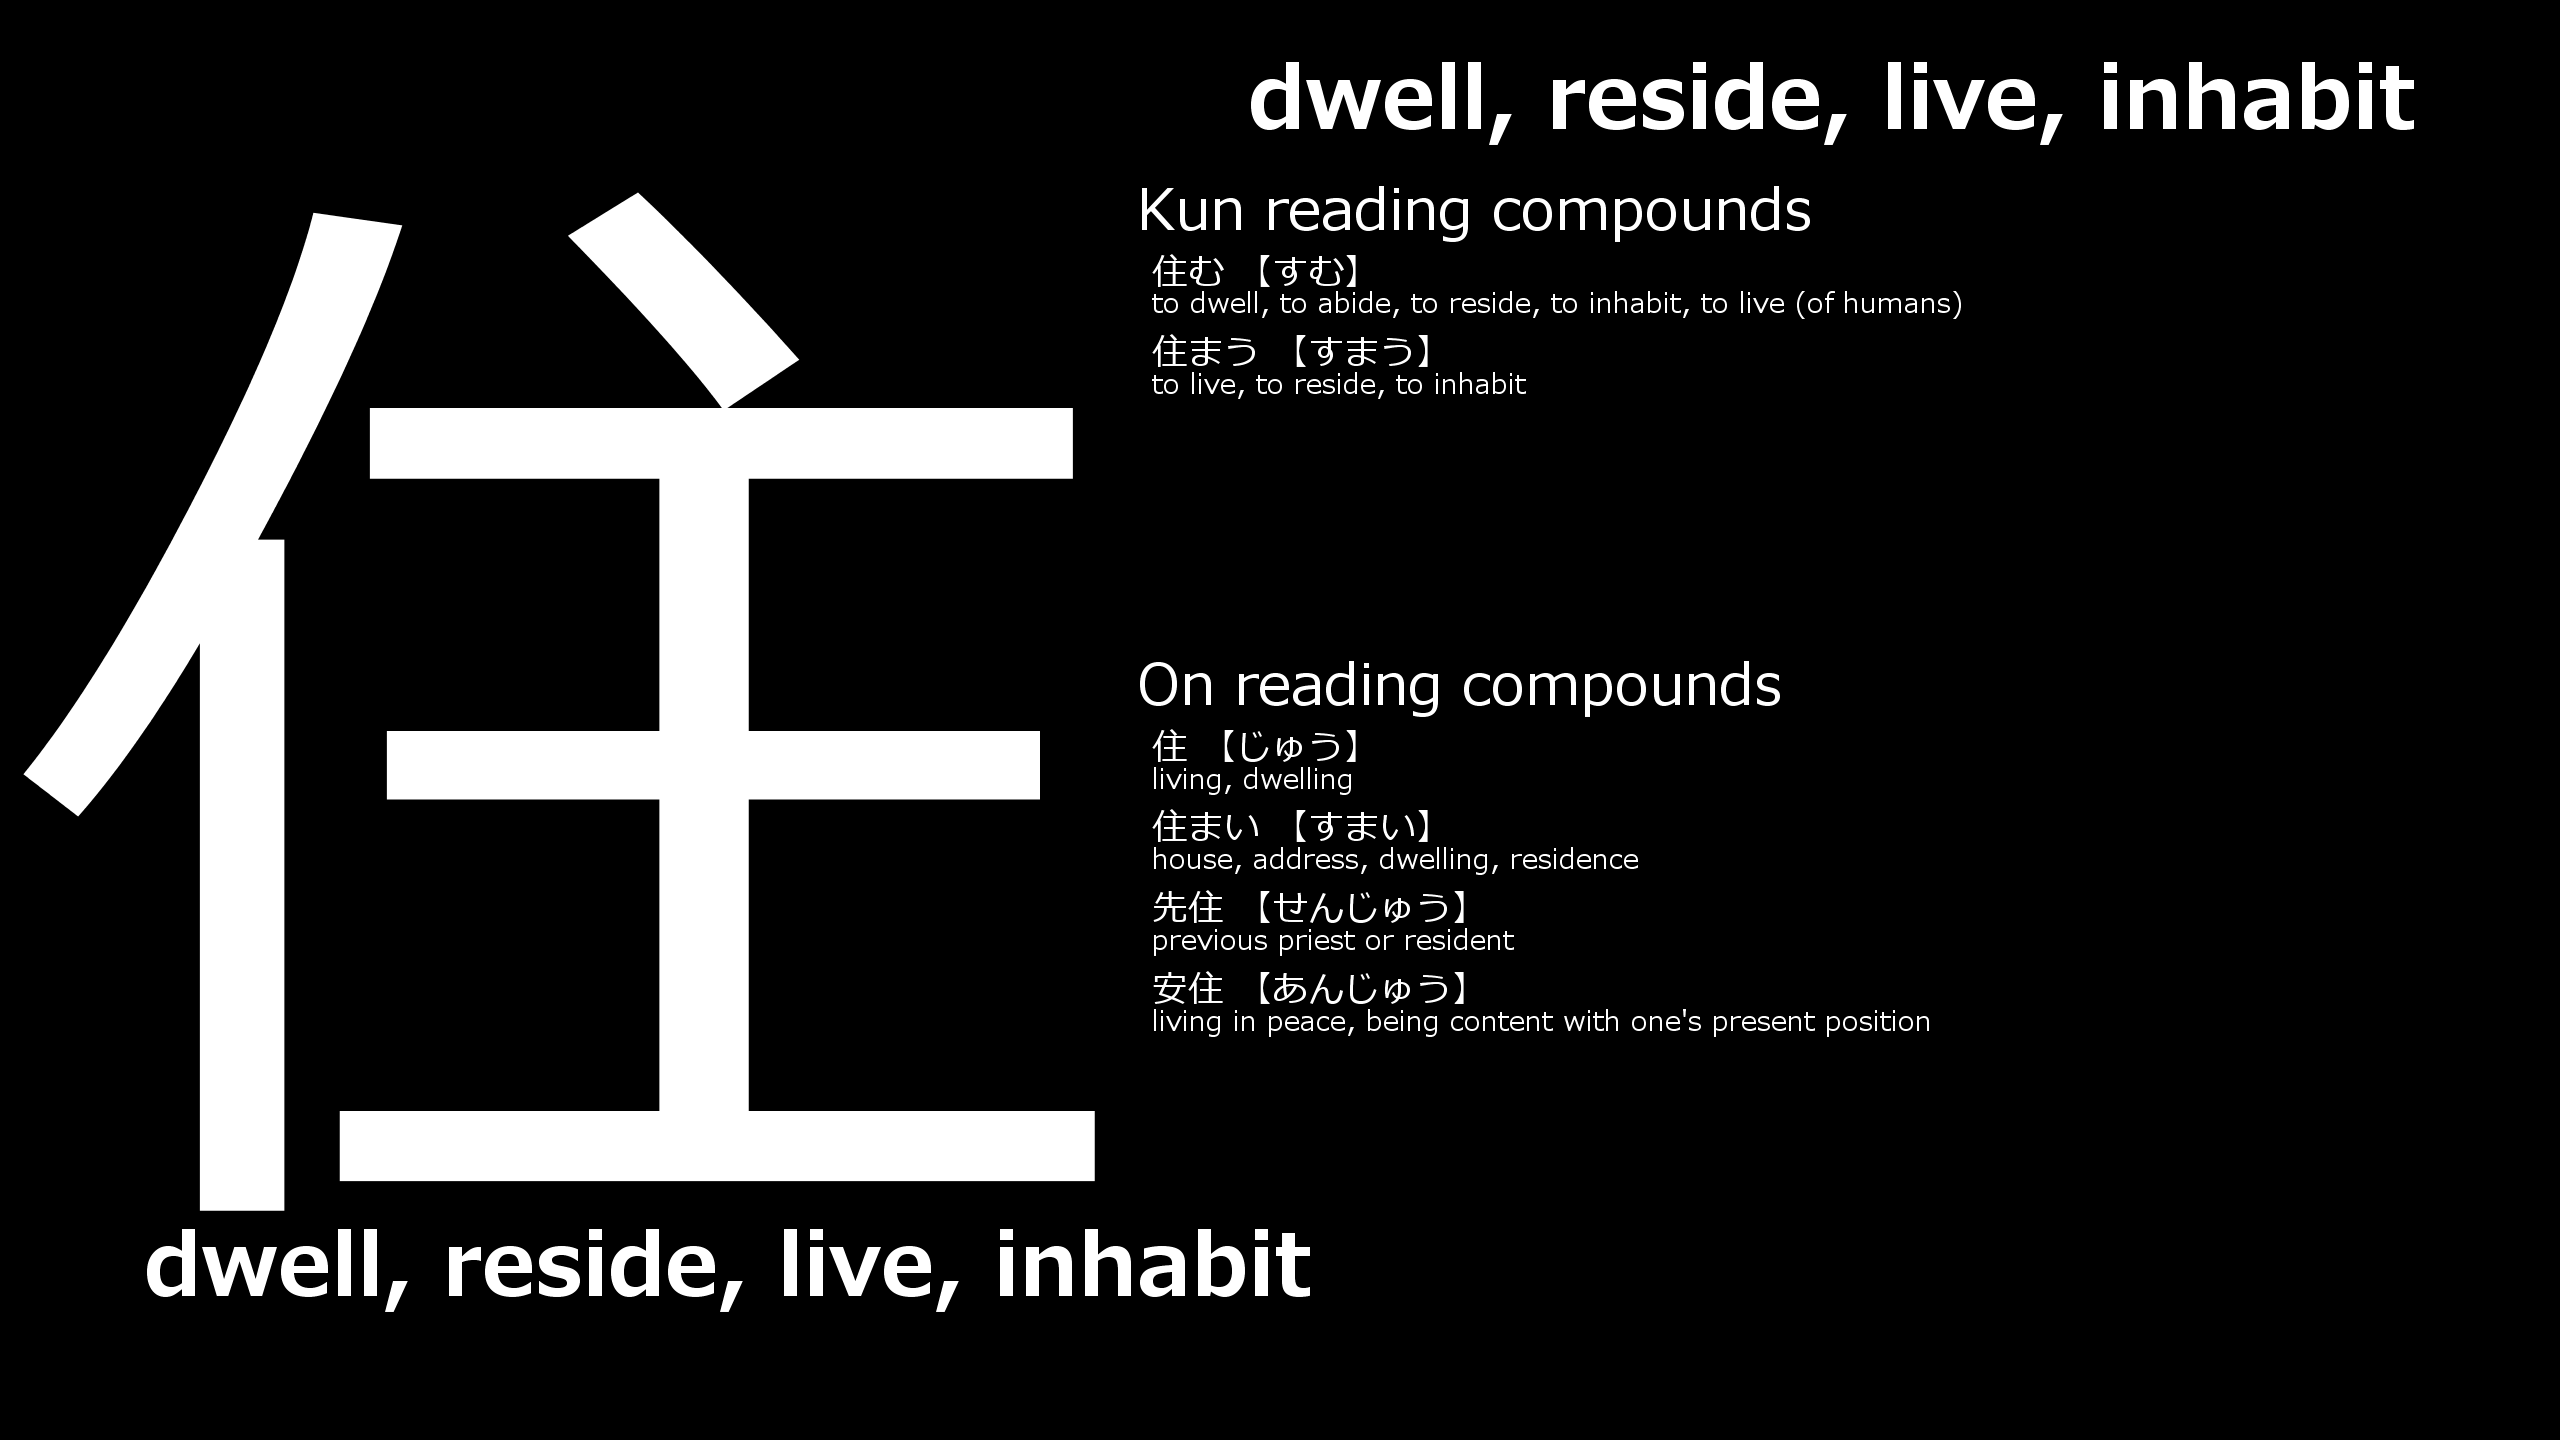 住
dwell, reside, live, inhabit
dwell, reside, live, inhabit
Kun reading compounds
住む 【すむ】
to dwell, to abide, to reside, to inhabit, to live (of humans)
住まう 【すまう】
to live, to reside, to inhabit
On reading compounds
住 【じゅう】
living, dwelling
住まい 【すまい】
house, address, dwelling, residence
先住 【せんじゅう】
previous priest or resident
安住 【あんじゅう】
living in peace, being content with one's present position